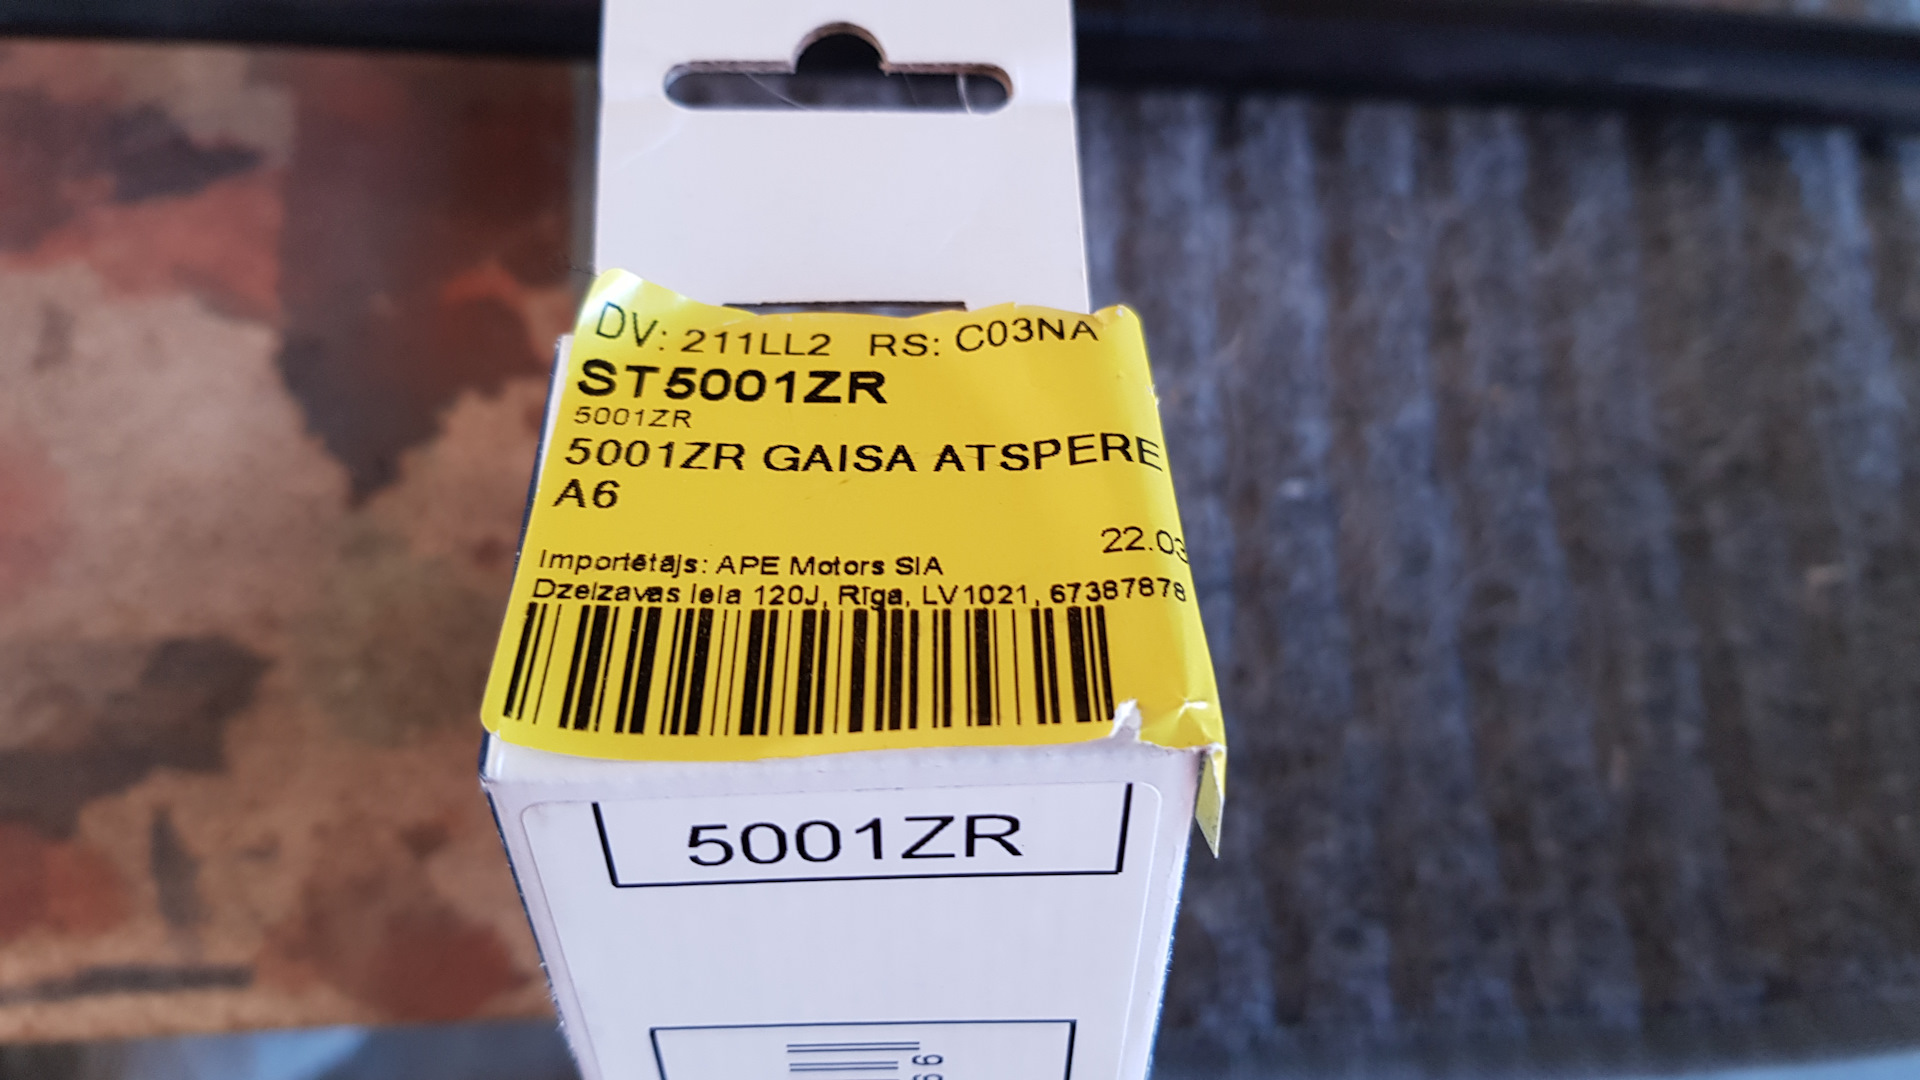 DV: 211LL2 RS: C03NA
ST5001ZR
5001ZR
5001ZR GAISA ATSPERE
A6
22.03
Importētājs: APE Motors SIA
Dzelzavas iela 120J, Rīga, LV1021, 67387878
5001ZR